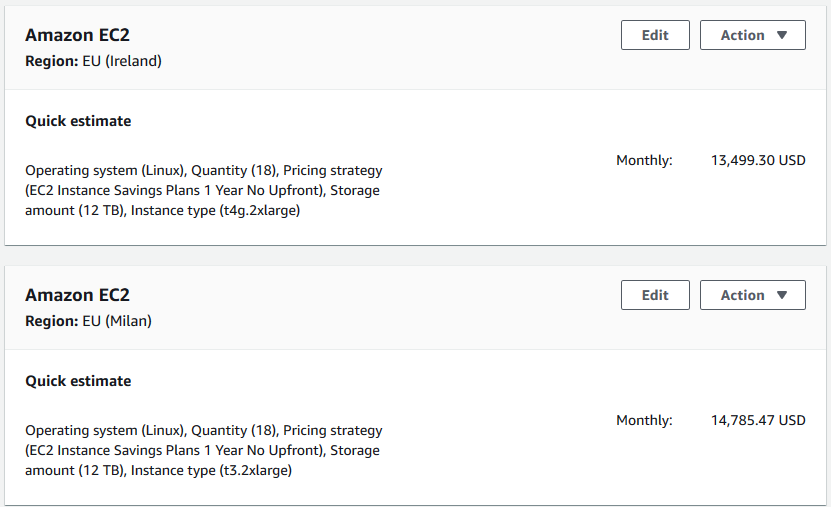 Amazon EC2
Edit
Action
Region: EU (Ireland)
Quick estimate
Operating system (Linux), Quantity (18), Pricing strategy
(EC2 Instance Savings Plans 1 Year No Upfront), Storage
amount (12 TB), Instance type (t4g.2xlarge)
Monthly: 13,499.30 USD
Amazon EC2
Edit
Action
Region: EU (Milan)
Quick estimate
Operating system (Linux), Quantity (18), Pricing strategy
(EC2 Instance Savings Plans 1 Year No Upfront), Storage
amount (12 TB), Instance type (t3.2xlarge)
Monthly: 14,785.47 USD